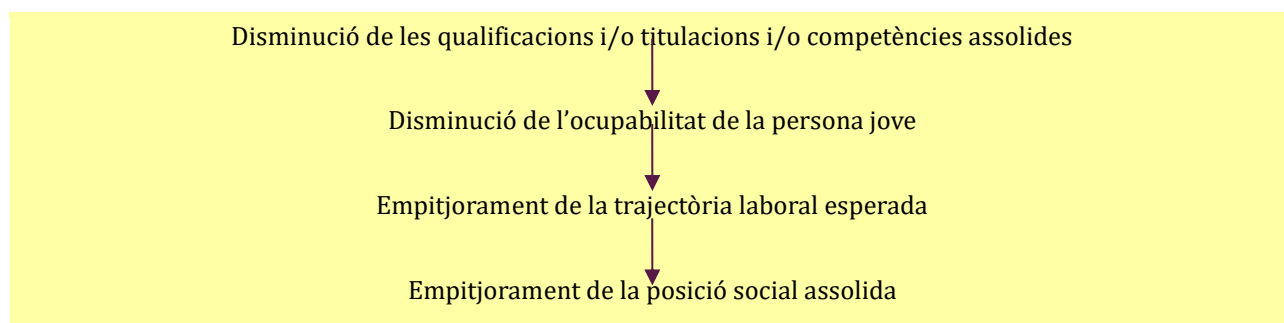 Disminució de les qualificacions i/o titulacions i/o competències assolides
Disminució de l’ocupabilitat de la persona jove
Empitjorament de la trajectòria laboral esperada
Empitjorament de la posició social assolida